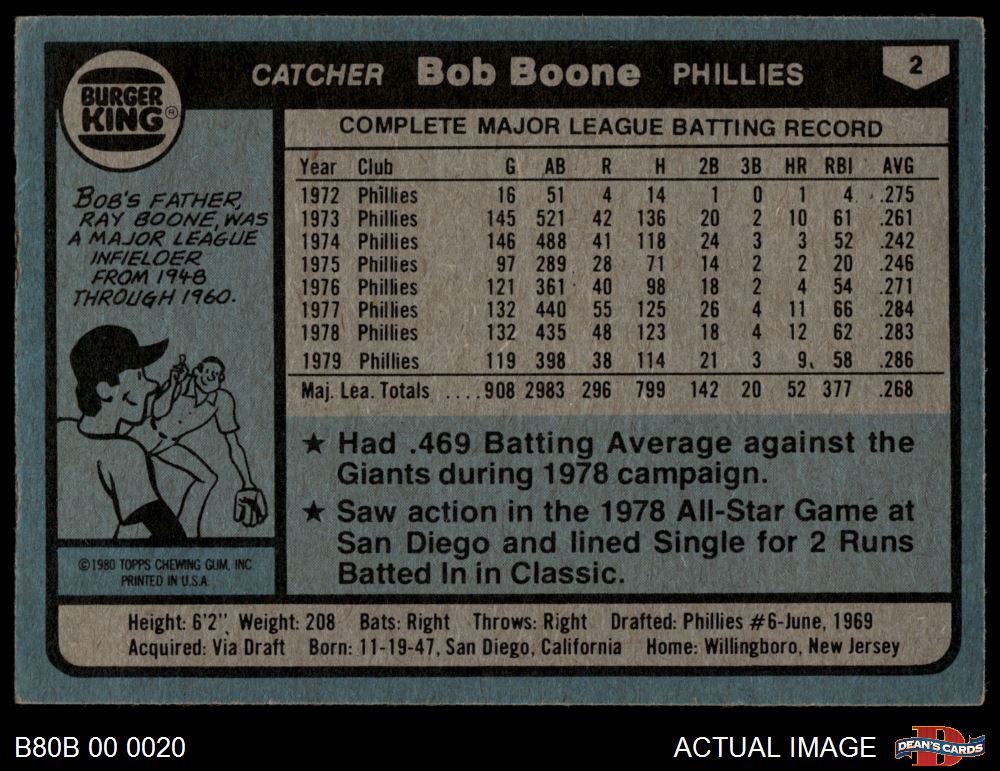 CATCHER Bob Boone PHILLIES 2
BURGER
KING®
COMPLETE MAJOR LEAGUE BATTING RECORD
Year Club G AB R H 2B 3B HR RBI AVG
1972 Phillies 16 51 4 14 1 0 1 4 .275
1973 Phillies 145 521 42 136 20 2 10 61 .261
1974 Phillies 146 488 41 118 24 3 3 52 .242
1975 Phillies 97 289 28 71 14 2 2 20 .246
1976 Phillies 121 361 40 98 18 2 4 54 .271
1977 Phillies 132 440 55 125 26 4 11 66 .284
1978 Phillies 132 435 48 123 18 4 12 62 .283
1979 Phillies 119 398 38 114 21 3 9 58 .286
Maj. Lea. Totals ....908 2983 296 799 142 20 52 377 .268
BOB'S FATHER,
RAY BOONE, WAS
A MAJOR LEAGUE
INFIELDER
FROM 1948
THROUGH 1960.
★ Had .469 Batting Average against the
Giants during 1978 campaign.
★ Saw action in the 1978 All-Star Game at
San Diego and lined Single for 2 Runs
Batted In in Classic.
©1980 TOPPS CHEWING GUM, INC
PRINTED IN U.S.A.
Height: 6'2" Weight: 208 Bats: Right Throws: Right Drafted: Phillies #6-June, 1969
Acquired: Via Draft Born: 11-19-47, San Diego, California Home: Willingboro, New Jersey
B80B 00 0020 ACTUAL IMAGE D DEAN'S CARDS